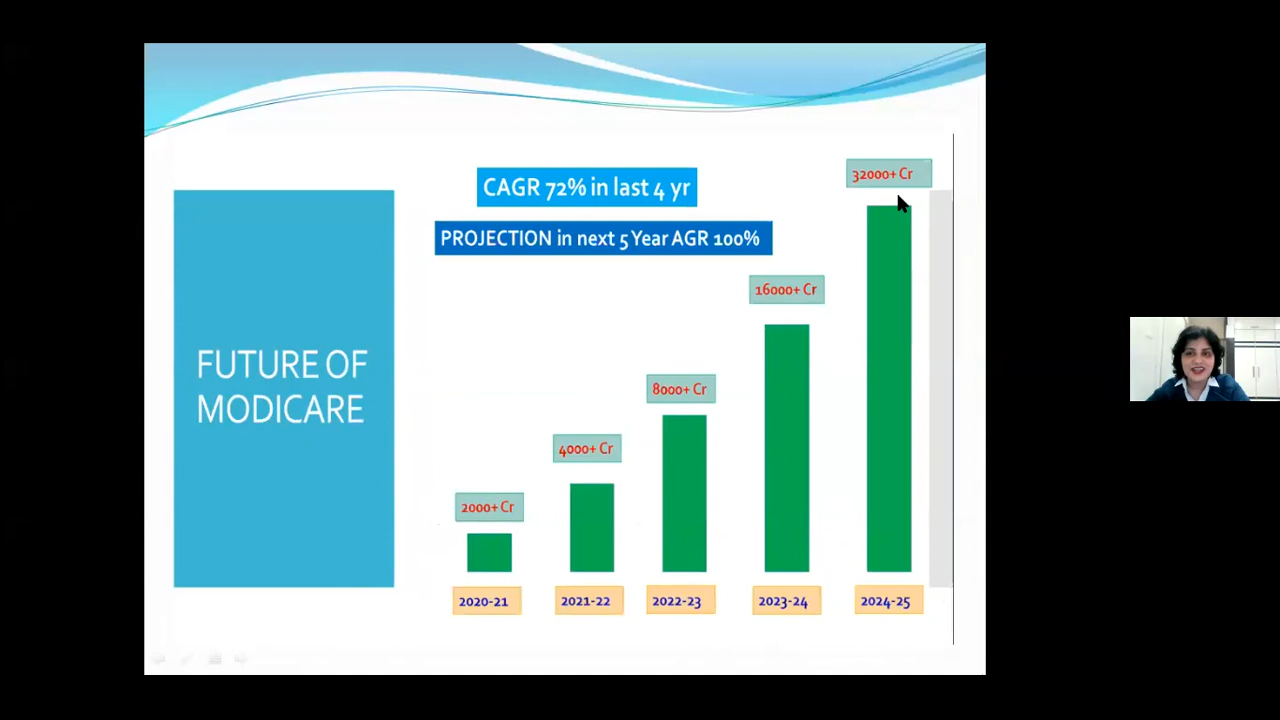 CAGR 72% in last 4 yr
PROJECTION in next 5 Year AGR 100%
FUTURE OF
MODICARE
2000+ Cr
4000+ Cr
8000+ Cr
16000+ Cr
32000+ Cr
2020-21
2021-22
2022-23
2023-24
2024-25